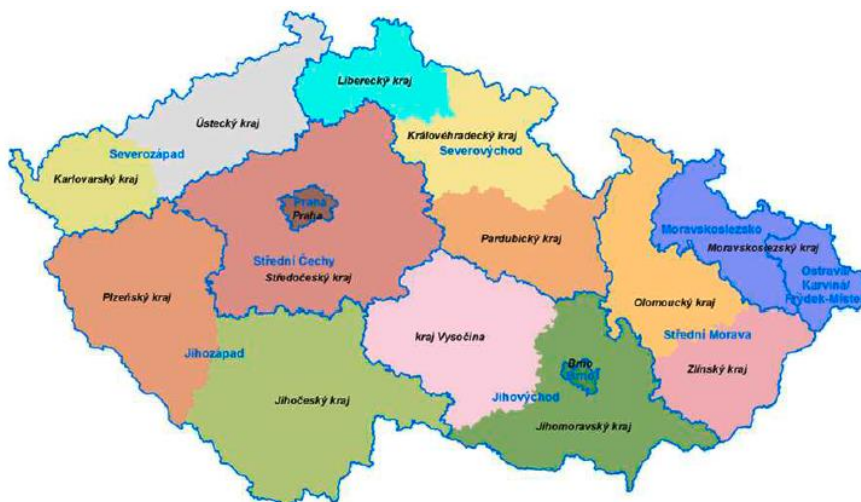 Liberecký kraj
Ústecký kraj
Královéhradecký kraj
Severovýchod
Severozápad
Karlovarský kraj
Praha
Praha
Moravskoslezsko
Moravskoslezský kraj
Pardubický kraj
Střední Čechy
Středočeský kraj
Ostrava/
Karviná/
Frýdek-Míste
Plzeňský kraj
Olomoucký kraj
kraj Vysočina
Střední Morava
Jihozápad
Brno
Brno
Zlínský kraj
Jihočeský kraj
Jihovýchod
Jihomoravský kraj